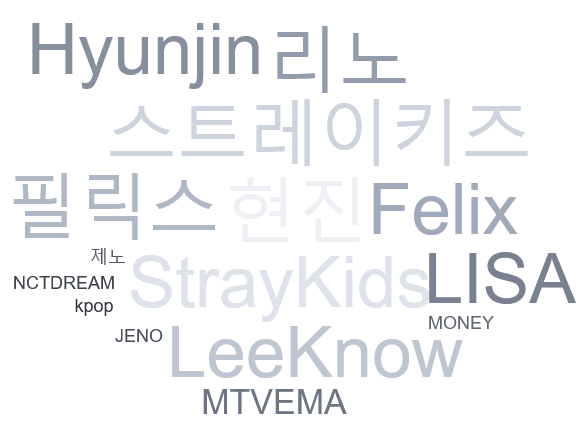 Hyunjin 리노
스트레이키즈
필릭스 현진 Felix
제노 StrayKids LISA
NCTDREAM
kpop MONEY
JENO LeeKnow
MTVEMA